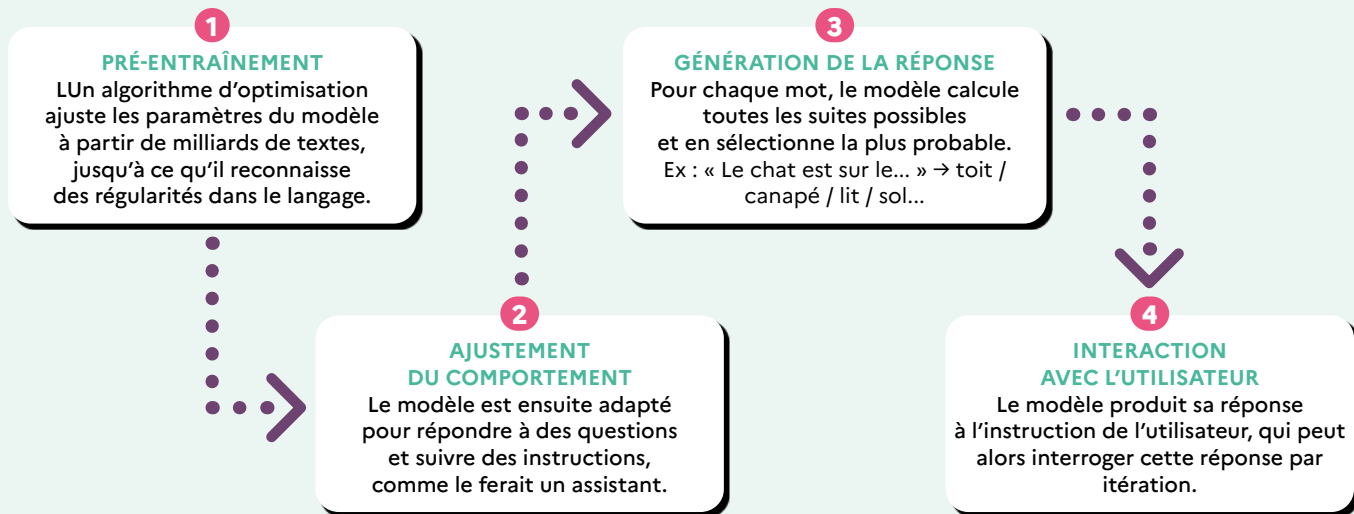 1
PRÉ-ENTRAÎNEMENT
LUn algorithme d’optimisation
ajuste les paramètres du modèle
à partir de milliards de textes,
jusqu’à ce qu’il reconnaisse
des régularités dans le langage.
2
AJUSTEMENT
DU COMPORTEMENT
Le modèle est ensuite adapté
pour répondre à des questions
et suivre des instructions,
comme le ferait un assistant.
3
GÉNÉRATION DE LA RÉPONSE
Pour chaque mot, le modèle calcule
toutes les suites possibles
et en sélectionne la plus probable.
Ex : « Le chat est sur le... » → toit /
canapé / lit / sol...
4
INTERACTION
AVEC L’UTILISATEUR
Le modèle produit sa réponse
à l’instruction de l’utilisateur, qui peut
alors interroger cette réponse par
itération.